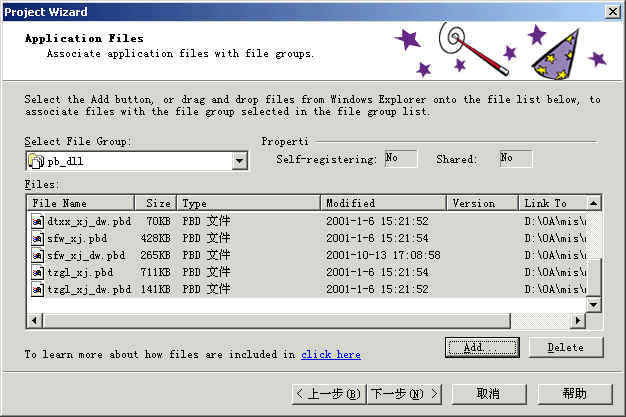 Project Wizard
Application Files
Associate application files with file groups.
Select the Add button, or drag and drop files from Windows Explorer onto the file list below, to
associate files with the file group selected in the file group list.
Select File Group:
Properti
pb_dll
Self-registering: No Shared: No
Files:
File Name Size Type Modified Version Link To
dtxx_xj_dw.pbd 70KB PBD 文件 2001-1-6 15:21:52 D:\OA\mis\
sfw_xj.pbd 428KB PBD 文件 2001-1-6 15:21:54 D:\OA\mis\
sfw_xj_dw.pbd 265KB PBD 文件 2001-10-13 17:08:58 D:\OA\mis\
tzgl_xj.pbd 711KB PBD 文件 2001-1-6 15:21:54 D:\OA\mis\
tzgl_xj_dw.pbd 141KB PBD 文件 2001-1-6 15:21:52 D:\OA\mis\
Add... Delete
To learn more about how files are included in click here
< 上一步(B) 下一步(N) > 取消 帮助